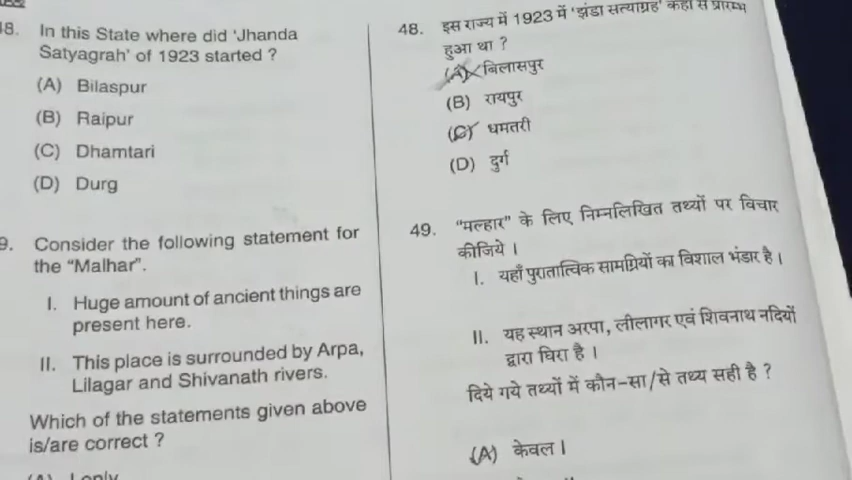 48. In this State where did 'Jhanda
Satyagrah' of 1923 started ?
(A) Bilaspur
(B) Raipur
(C) Dhamtari
(D) Durg
9. Consider the following statement for
the "Malhar".
I. Huge amount of ancient things are
present here.
II. This place is surrounded by Arpa,
Lilagar and Shivanath rivers.
Which of the statements given above
is/are correct ?
(A) I only
48. इस राज्य में 1923 में 'झंडा सत्याग्रह' कहाँ से प्रारम्भ
हुआ था ?
(A) बिलासपुर
(B) रायपुर
(C) धमतरी
(D) दुर्ग
49. "मल्हार" के लिए निम्नलिखित तथ्यों पर विचार
कीजिये ।
I. यहाँ पुरातात्विक सामग्रियों का विशाल भंडार है ।
II. यह स्थान अरपा, लीलागर एवं शिवनाथ नदियों
द्वारा घिरा है ।
दिये गये तथ्यों में कौन-सा/से तथ्य सही है ?
(A) केवल I